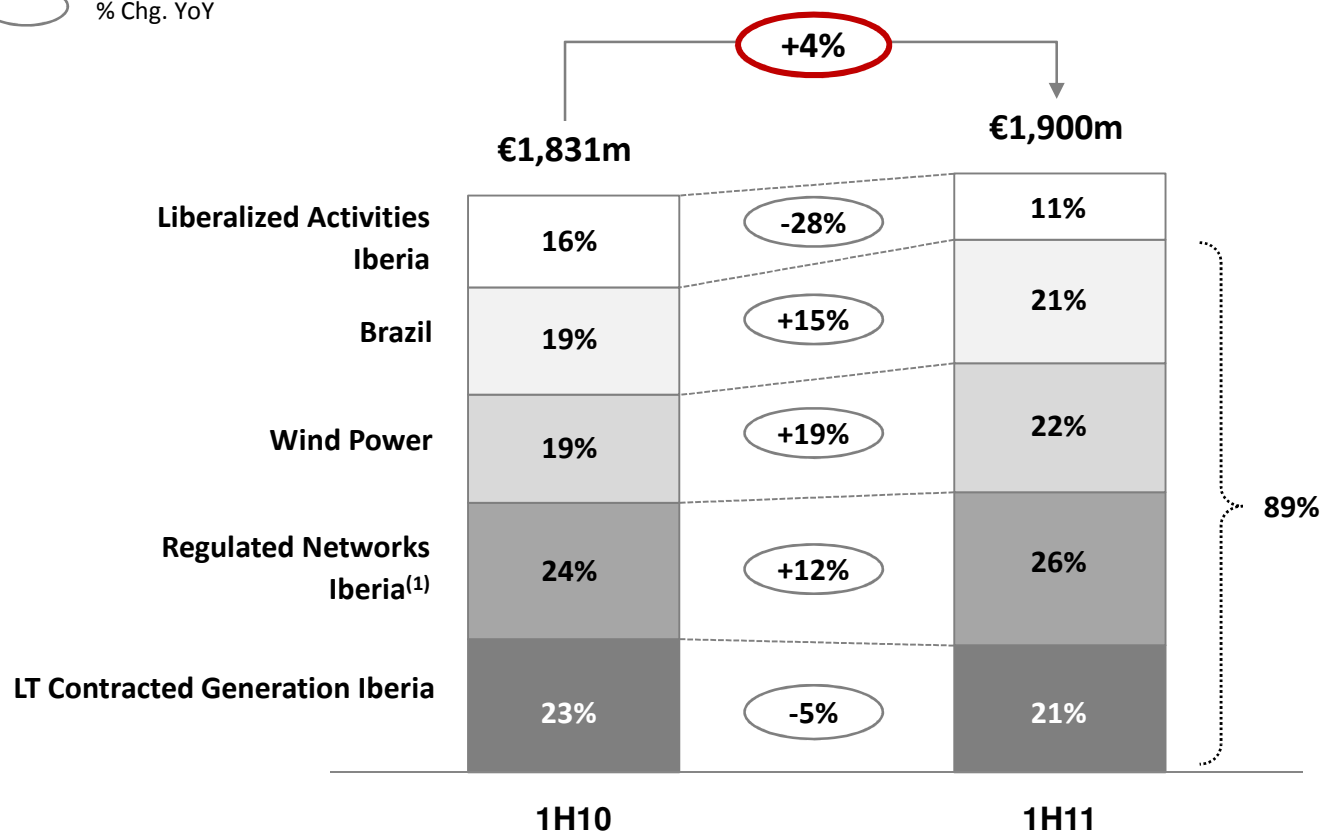 % Chg. YoY
+4%
€1,831m
€1,900m
Liberalized Activities
Iberia
16%
-28%
11%
Brazil
19%
+15%
21%
Wind Power
19%
+19%
22%
89%
Regulated Networks
Iberia(1)
24%
+12%
26%
LT Contracted Generation Iberia
23%
-5%
21%
1H10
1H11